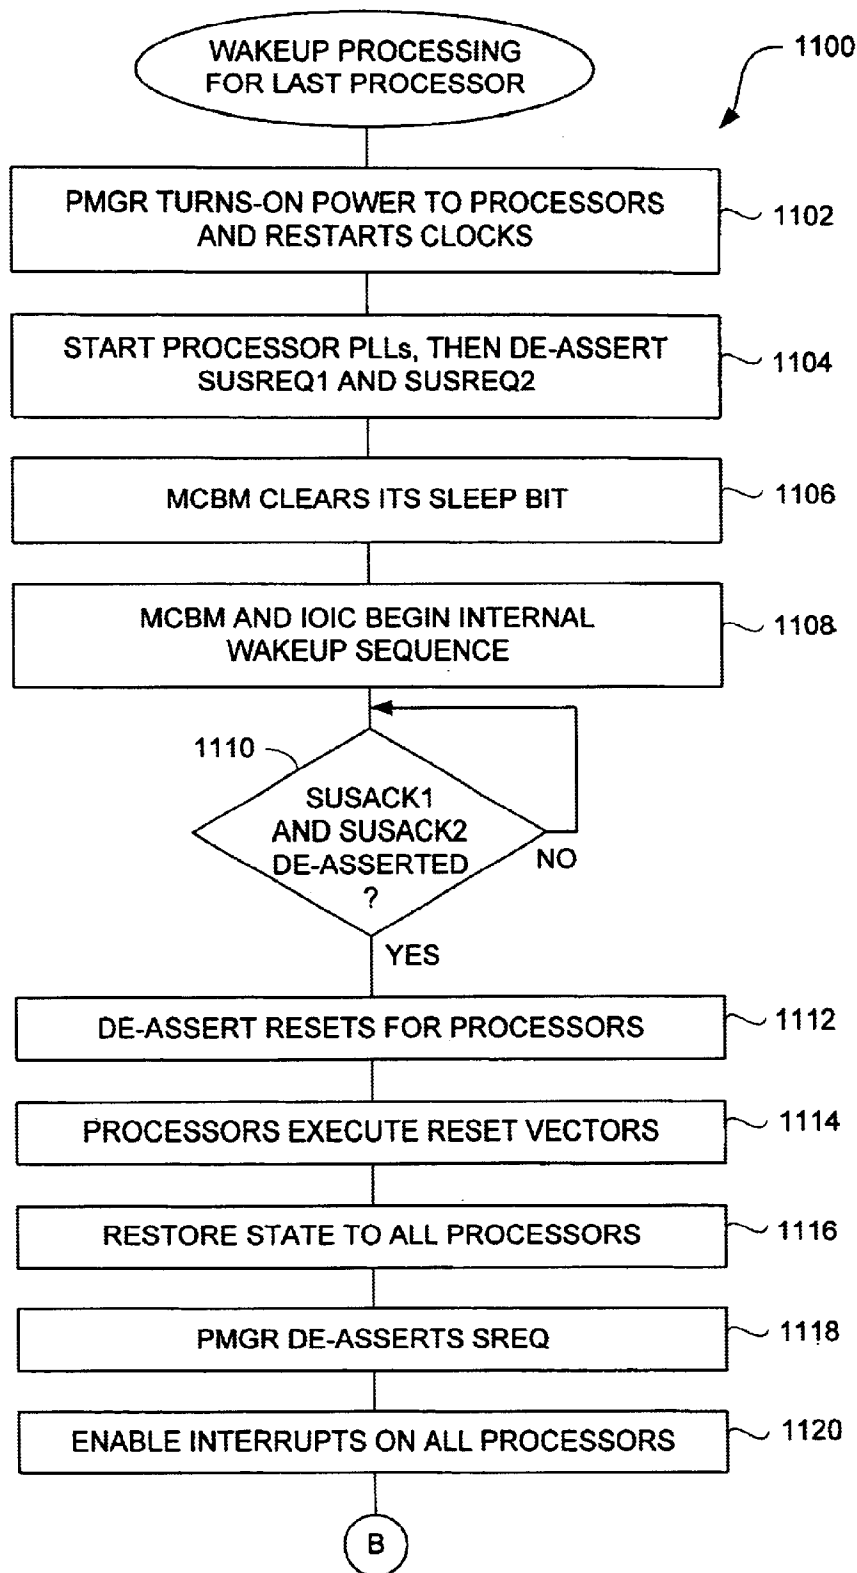 WAKEUP PROCESSING
FOR LAST PROCESSOR
1100
PMGR TURNS-ON POWER TO PROCESSORS
AND RESTARTS CLOCKS
1102
START PROCESSOR PLLs, THEN DE-ASSERT
SUSREQ1 AND SUSREQ2
1104
MCBM CLEARS ITS SLEEP BIT
1106
MCBM AND IOIC BEGIN INTERNAL
WAKEUP SEQUENCE
1108
1110
SUSACK1
AND SUSACK2
DE-ASSERTED
?
NO
YES
DE-ASSERT RESETS FOR PROCESSORS
1112
PROCESSORS EXECUTE RESET VECTORS
1114
RESTORE STATE TO ALL PROCESSORS
1116
PMGR DE-ASSERTS SREQ
1118
ENABLE INTERRUPTS ON ALL PROCESSORS
1120
B